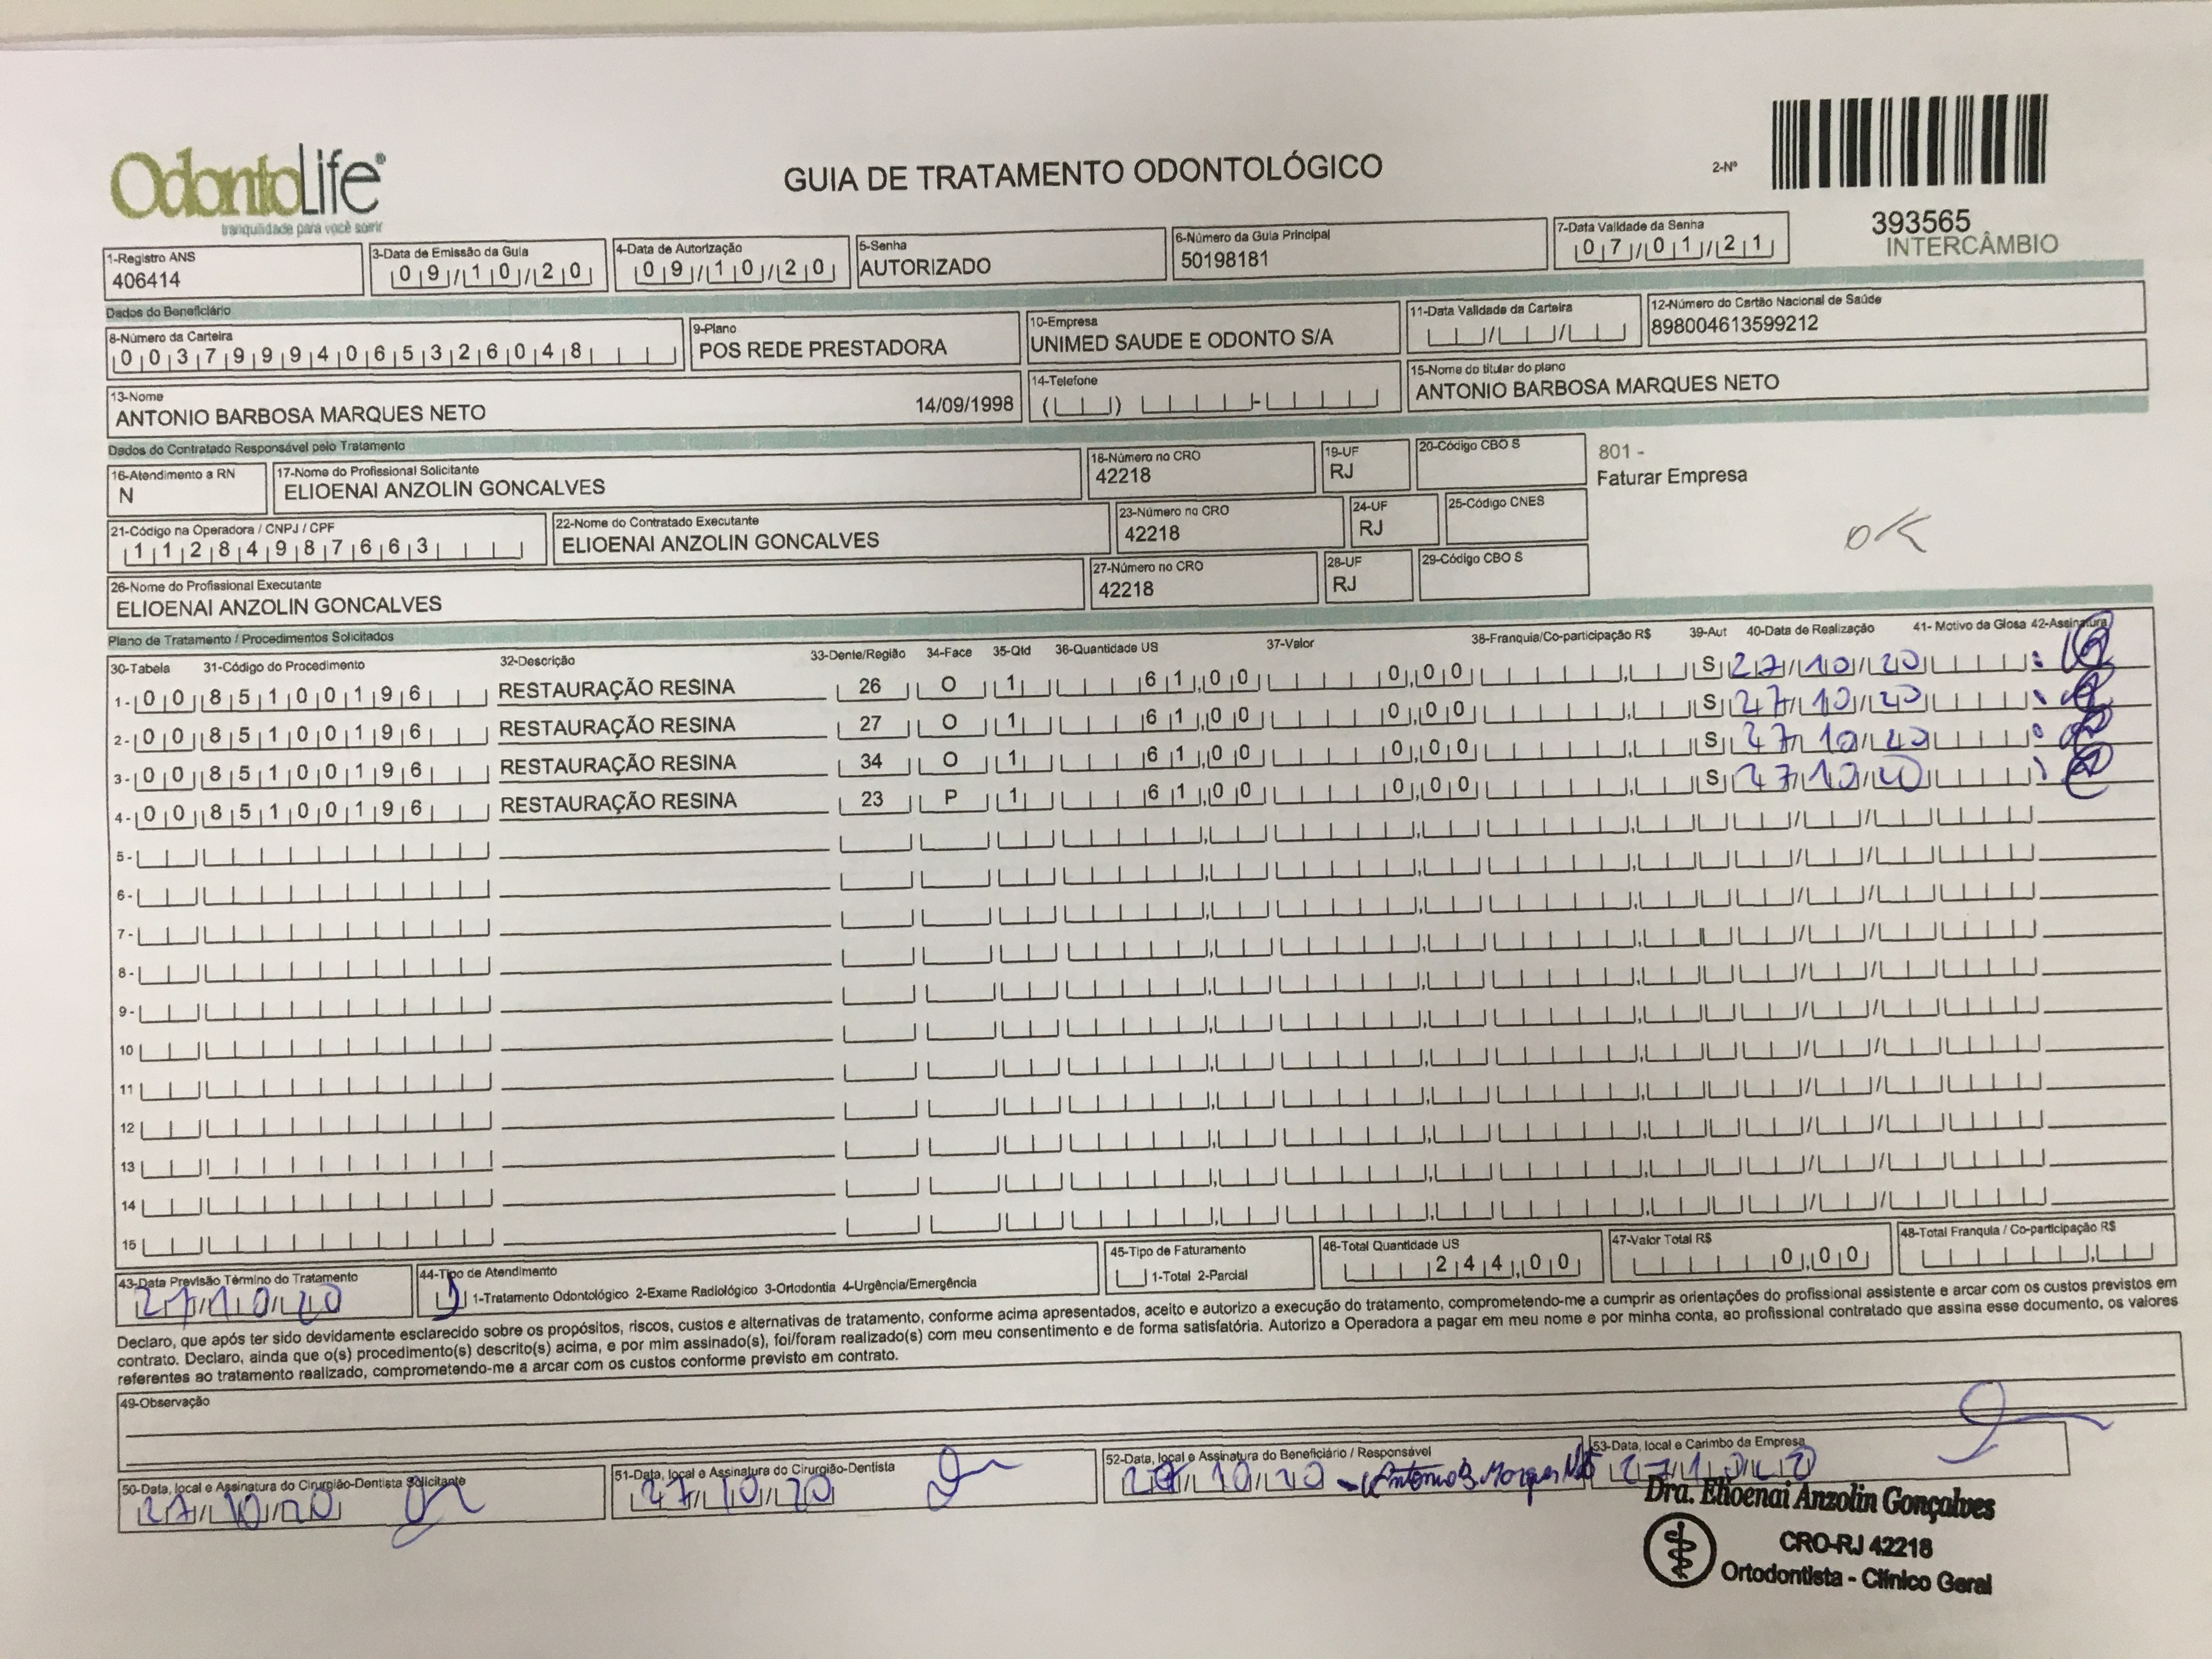 OdontoLife®
tranquilidade para você sorrir
GUIA DE TRATAMENTO ODONTOLÓGICO
2-Nº
393565
INTERCÂMBIO
1-Registro ANS
406414
3-Data de Emissão da Guia
09/10/20
4-Data de Autorização
09/10/20
5-Senha
AUTORIZADO
6-Número da Guia Principal
50198181
7-Data Validade da Senha
07/01/21
Dados do Beneficiário
8-Número da Carteira
00379994065326048
9-Plano
POS REDE PRESTADORA
10-Empresa
UNIMED SAUDE E ODONTO S/A
11-Data Validade da Carteira
12-Número do Cartão Nacional de Saúde
898004613599212
13-Nome
ANTONIO BARBOSA MARQUES NETO 14/09/1998
14-Telefone
15-Nome do titular do plano
ANTONIO BARBOSA MARQUES NETO
Dados do Contratado Responsável pelo Tratamento
16-Atendimento a RN
N
17-Nome do Profissional Solicitante
ELIOENAI ANZOLIN GONCALVES
18-Número no CRO
42218
19-UF
RJ
20-Código CBO S
801 -
Faturar Empresa
21-Código na Operadora / CNPJ / CPF
11284987663
22-Nome do Contratado Executante
ELIOENAI ANZOLIN GONCALVES
23-Número no CRO
42218
24-UF
RJ
25-Código CNES
OK
26-Nome do Profissional Executante
ELIOENAI ANZOLIN GONCALVES
27-Número no CRO
42218
28-UF
RJ
29-Código CBO S
Plano de Tratamento / Procedimentos Solicitados
30-Tabela 31-Código do Procedimento 32-Descrição 33-Dente/Região 34-Face 35-Qtd 36-Quantidade US 37-Valor 38-Franquia/Co-participação R$ 39-Aut 40-Data de Realização 41- Motivo da Glosa 42-Assinatura
1- 00 85100196 RESTAURAÇÃO RESINA 26 O 1 61,00 0,00 S 27/10/20
2- 00 85100196 RESTAURAÇÃO RESINA 27 O 1 61,00 0,00 S 27/10/20
3- 00 85100196 RESTAURAÇÃO RESINA 34 O 1 61,00 0,00 S 27/10/20
4- 00 85100196 RESTAURAÇÃO RESINA 23 P 1 61,00 0,00 S 27/10/20
5-
6-
7-
8-
9-
10
11
12
13
14
15
43-Data Previsão Término do Tratamento
27/10/20
44-Tipo de Atendimento
1 1-Tratamento Odontológico 2-Exame Radiológico 3-Ortodontia 4-Urgência/Emergência
45-Tipo de Faturamento
1-Total 2-Parcial
46-Total Quantidade US
244,00
47-Valor Total R$
0,00
48-Total Franquia / Co-participação R$
Declaro, que após ter sido devidamente esclarecido sobre os propósitos, riscos, custos e alternativas de tratamento, conforme acima apresentados, aceito e autorizo a execução do tratamento, comprometendo-me a cumprir as orientações do profissional assistente e arcar com os custos previstos em
contrato. Declaro, ainda que o(s) procedimento(s) descrito(s) acima, e por mim assinado(s), foi/foram realizado(s) com meu consentimento e de forma satisfatória. Autorizo a Operadora a pagar em meu nome e por minha conta, ao profissional contratado que assina esse documento, os valores
referentes ao tratamento realizado, comprometendo-me a arcar com os custos conforme previsto em contrato.
49-Observação
50-Data, local e Assinatura do Cirurgião-Dentista Solicitante
27/10/20
51-Data, local e Assinatura do Cirurgião-Dentista
27/10/20
52-Data, local e Assinatura do Beneficiário / Responsável
27/10/20 - Antonio B. Marques Neto
53-Data, local e Carimbo da Empresa
27/10/20
Dra. Elioenai Anzolin Gonçalves
CRO-RJ 42218
Ortodontista - Clínico Geral